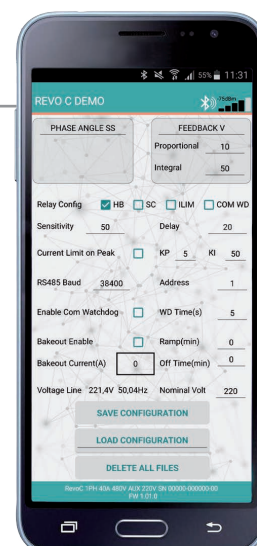 55% 11:31
REVO C DEMO
-76dBm
PHASE ANGLE SS
FEEDBACK V
Proportional 10
Integral 50
Relay Config HB SC ILIM COM WD
Sensitivity 50 Delay 20
Current Limit on Peak KP 5 KI 50
RS485 Baud 38400 Address 1
Enable Com Watchdog WD Time(s) 5
Bakeout Enable Ramp(min) 0
Bakeout Current(A) 0 Off Time(min) 0
Voltage Line 221,4V 50,04Hz Nominal Volt 220
SAVE CONFIGURATION
LOAD CONFIGURATION
DELETE ALL FILES
RevoC 1PH 40A 480V AUX 220V SN 00000-000000-00
FW 9.01.0